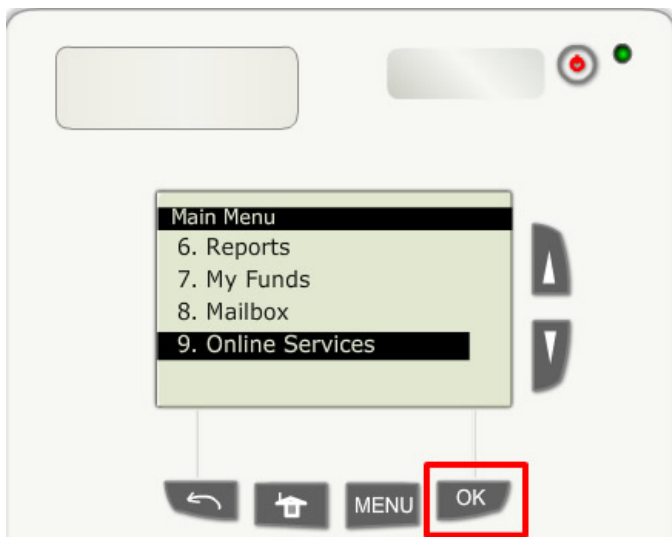 Main Menu
6. Reports
7. My Funds
8. Mailbox
9. Online Services
MENU
OK